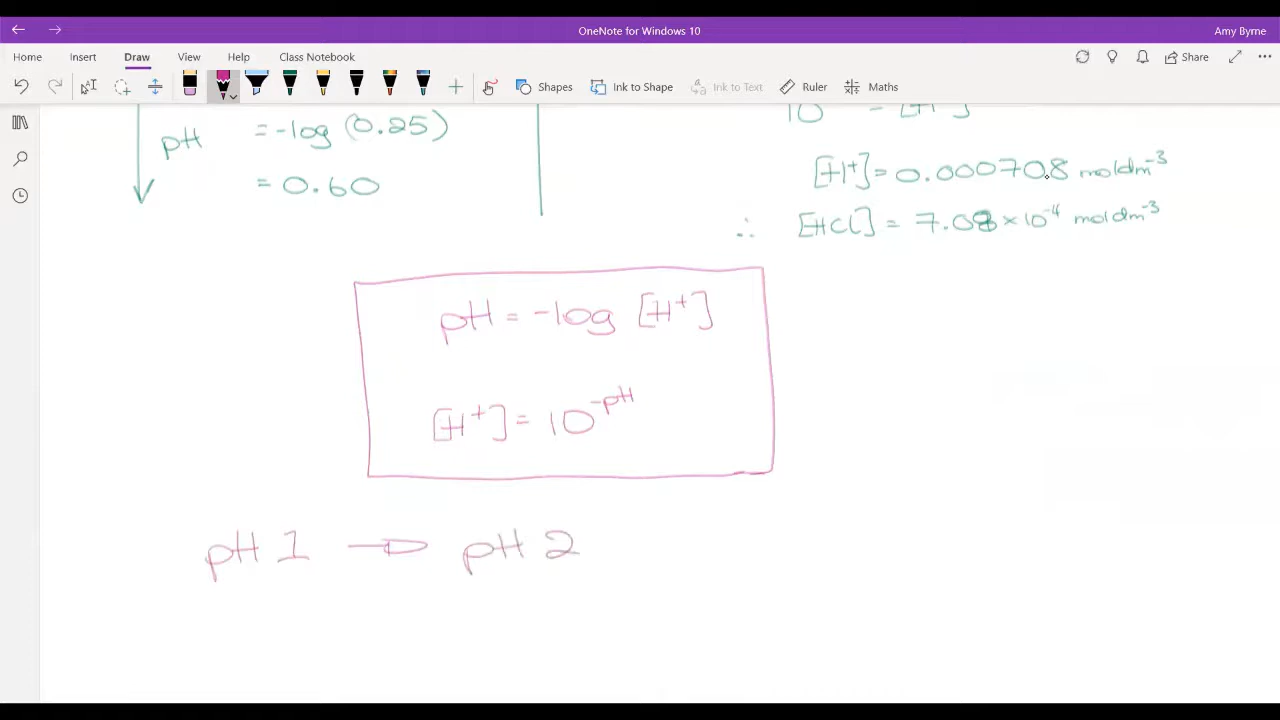 OneNote for Windows 10
Amy Byrne
Home Insert Draw View Help Class Notebook Share
Shapes Ink to Shape Ink to Text Ruler Maths
pH = -log (0.25)
= 0.60
[H+] = 0.000708 moldm⁻³
∴ [HCl] = 7.08 × 10⁻⁴ moldm⁻³
pH = -log [H⁺]
[H⁺] = 10⁻ᵖᴴ
pH 1 → pH 2